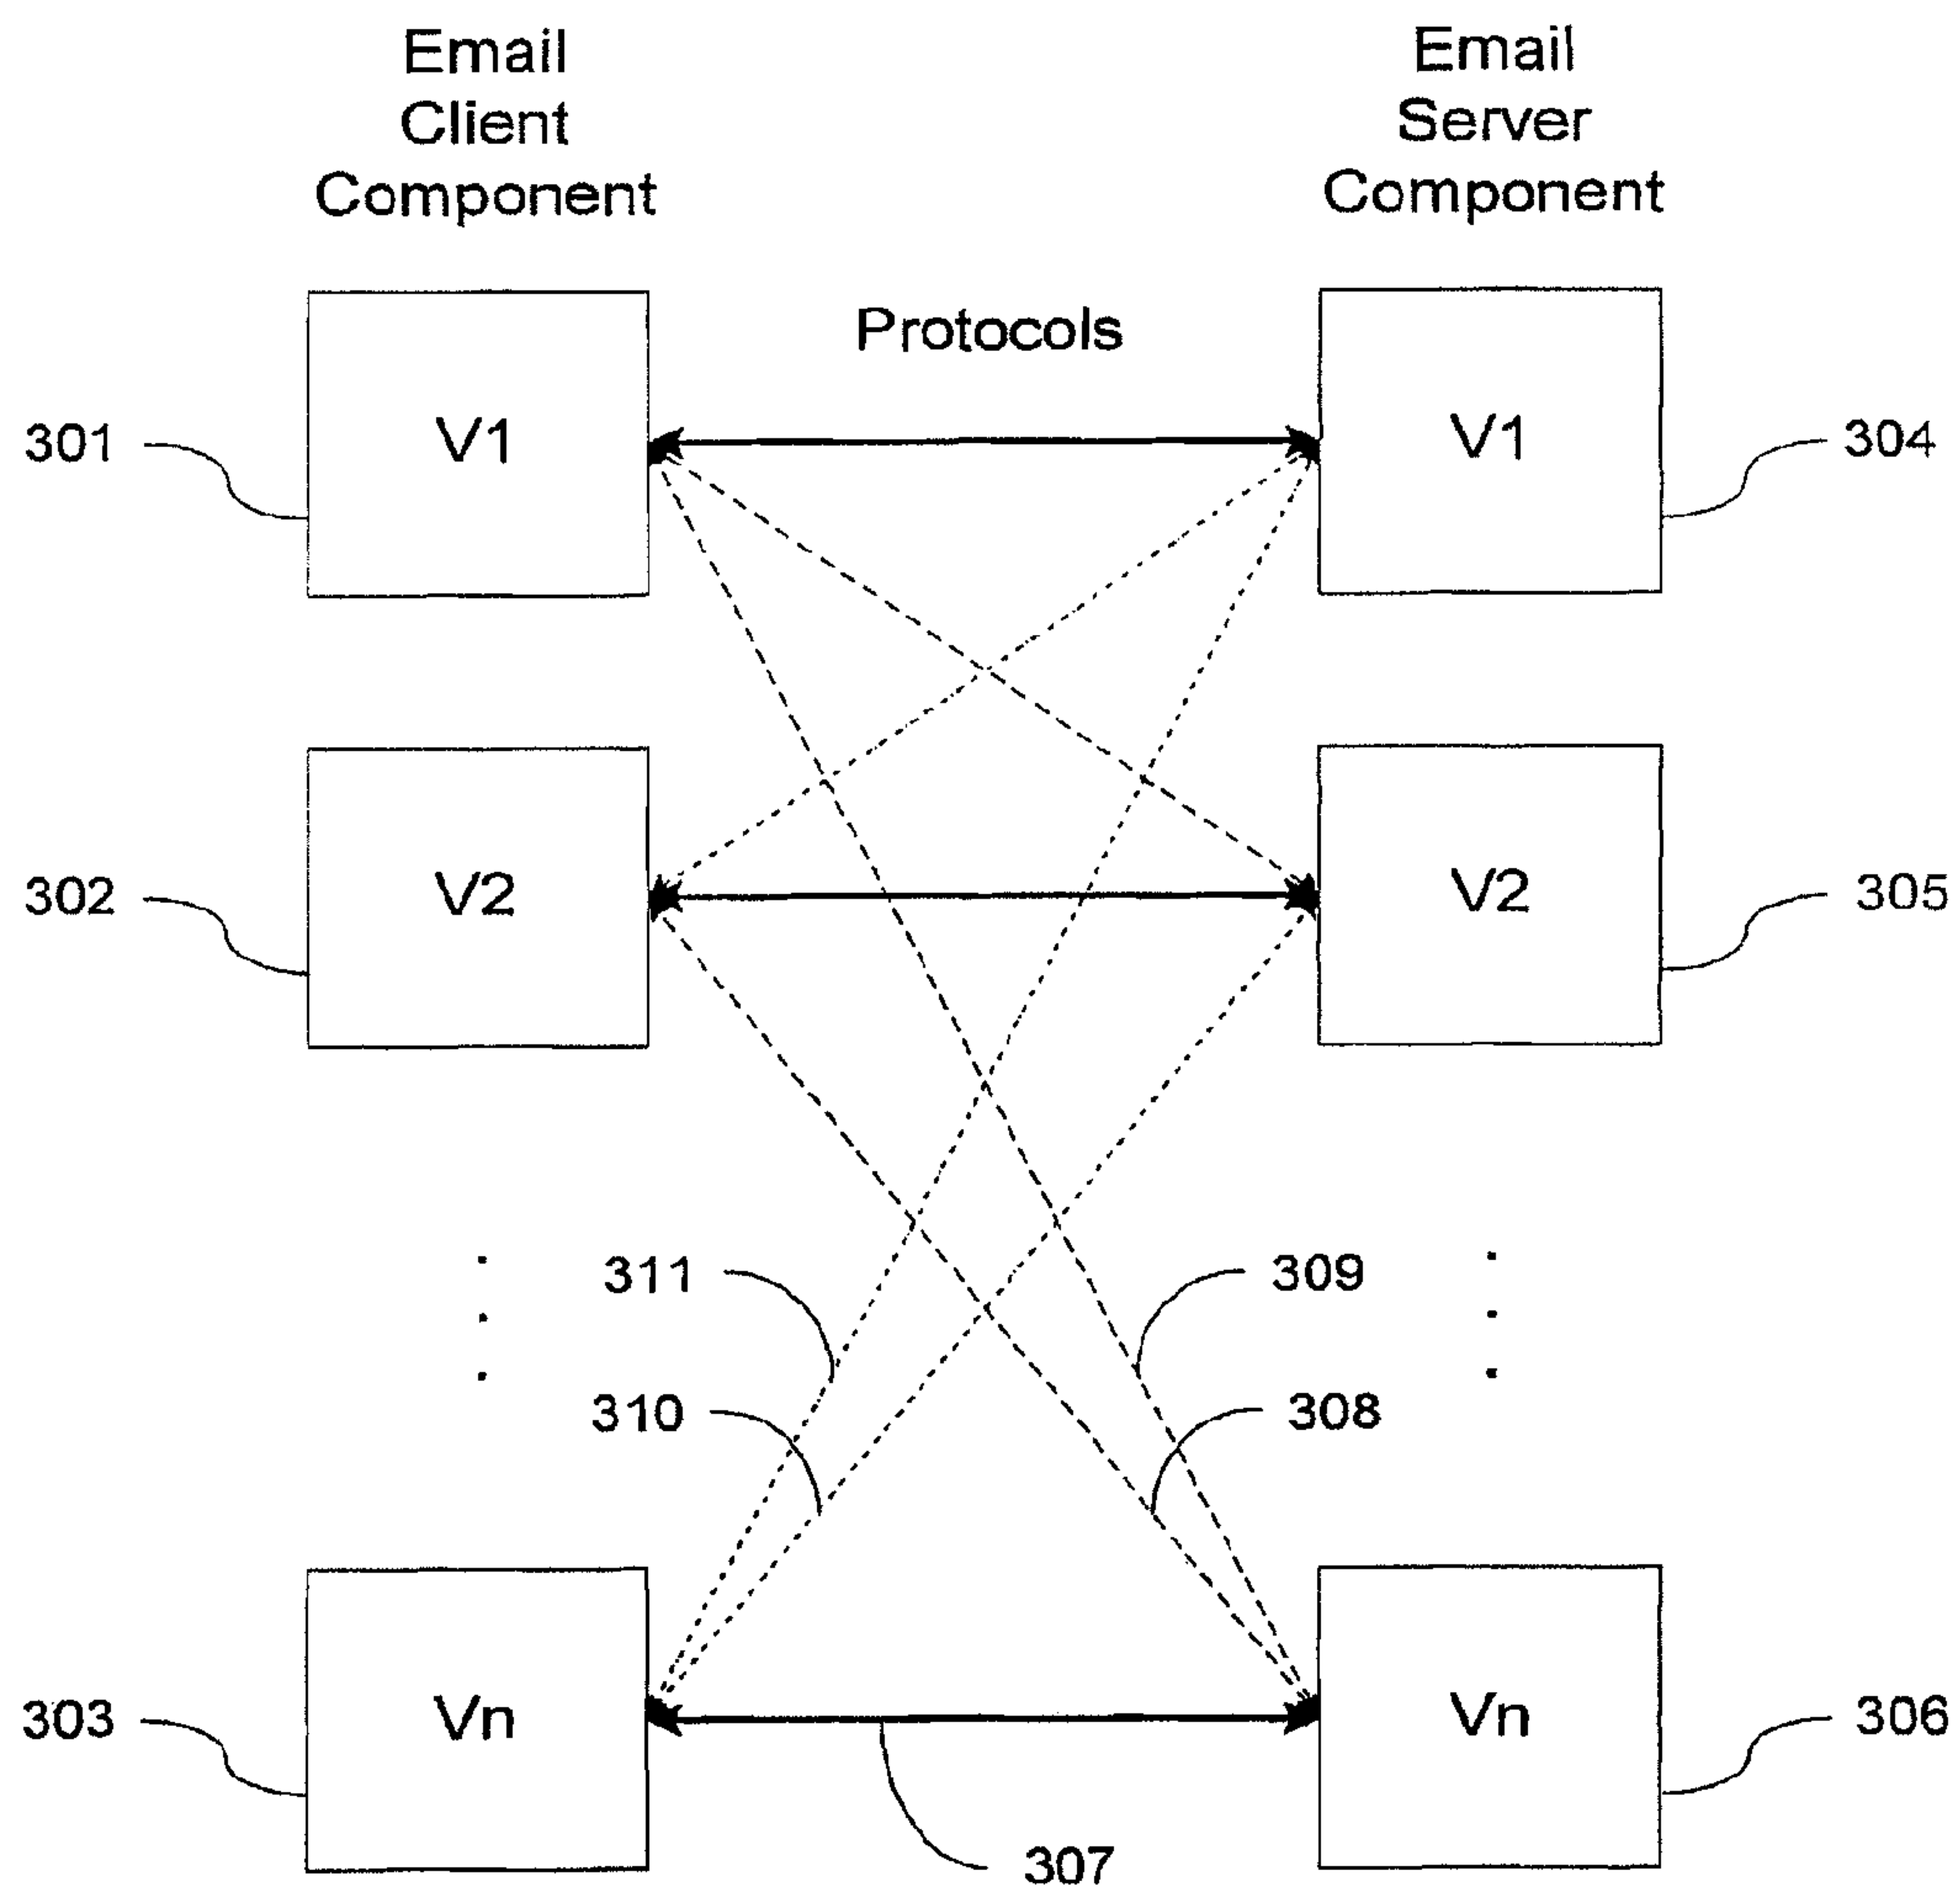 Email
Client
Component
Email
Server
Component
Protocols
301
V1
V1
304
302
V2
V2
305
311
309
310
308
303
Vn
Vn
306
307